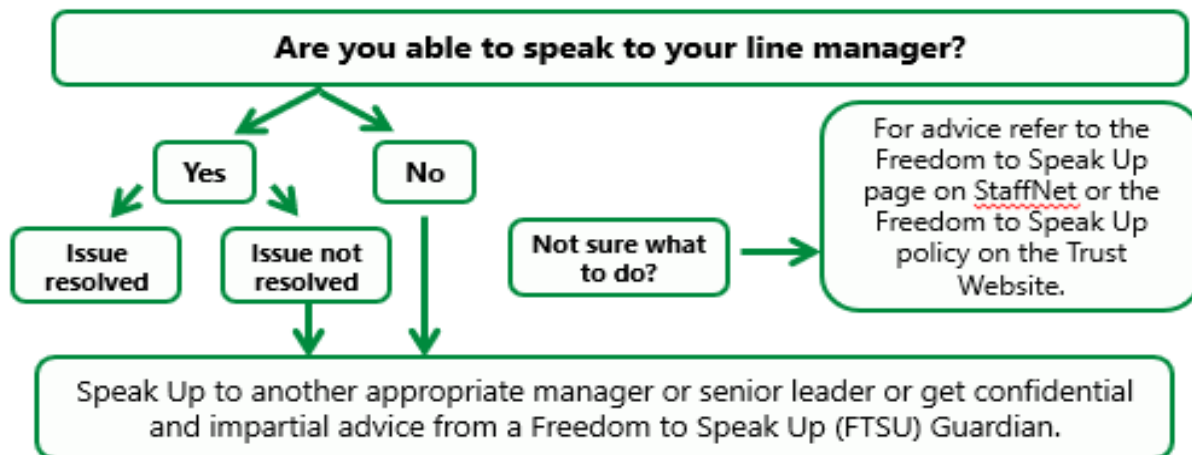 Are you able to speak to your line manager?
Yes
No
For advice refer to the
Freedom to Speak Up
page on StaffNet or the
Freedom to Speak Up
policy on the Trust
Website.
Issue
resolved
Issue not
resolved
Not sure what
to do?
Speak Up to another appropriate manager or senior leader or get confidential
and impartial advice from a Freedom to Speak Up (FTSU) Guardian.